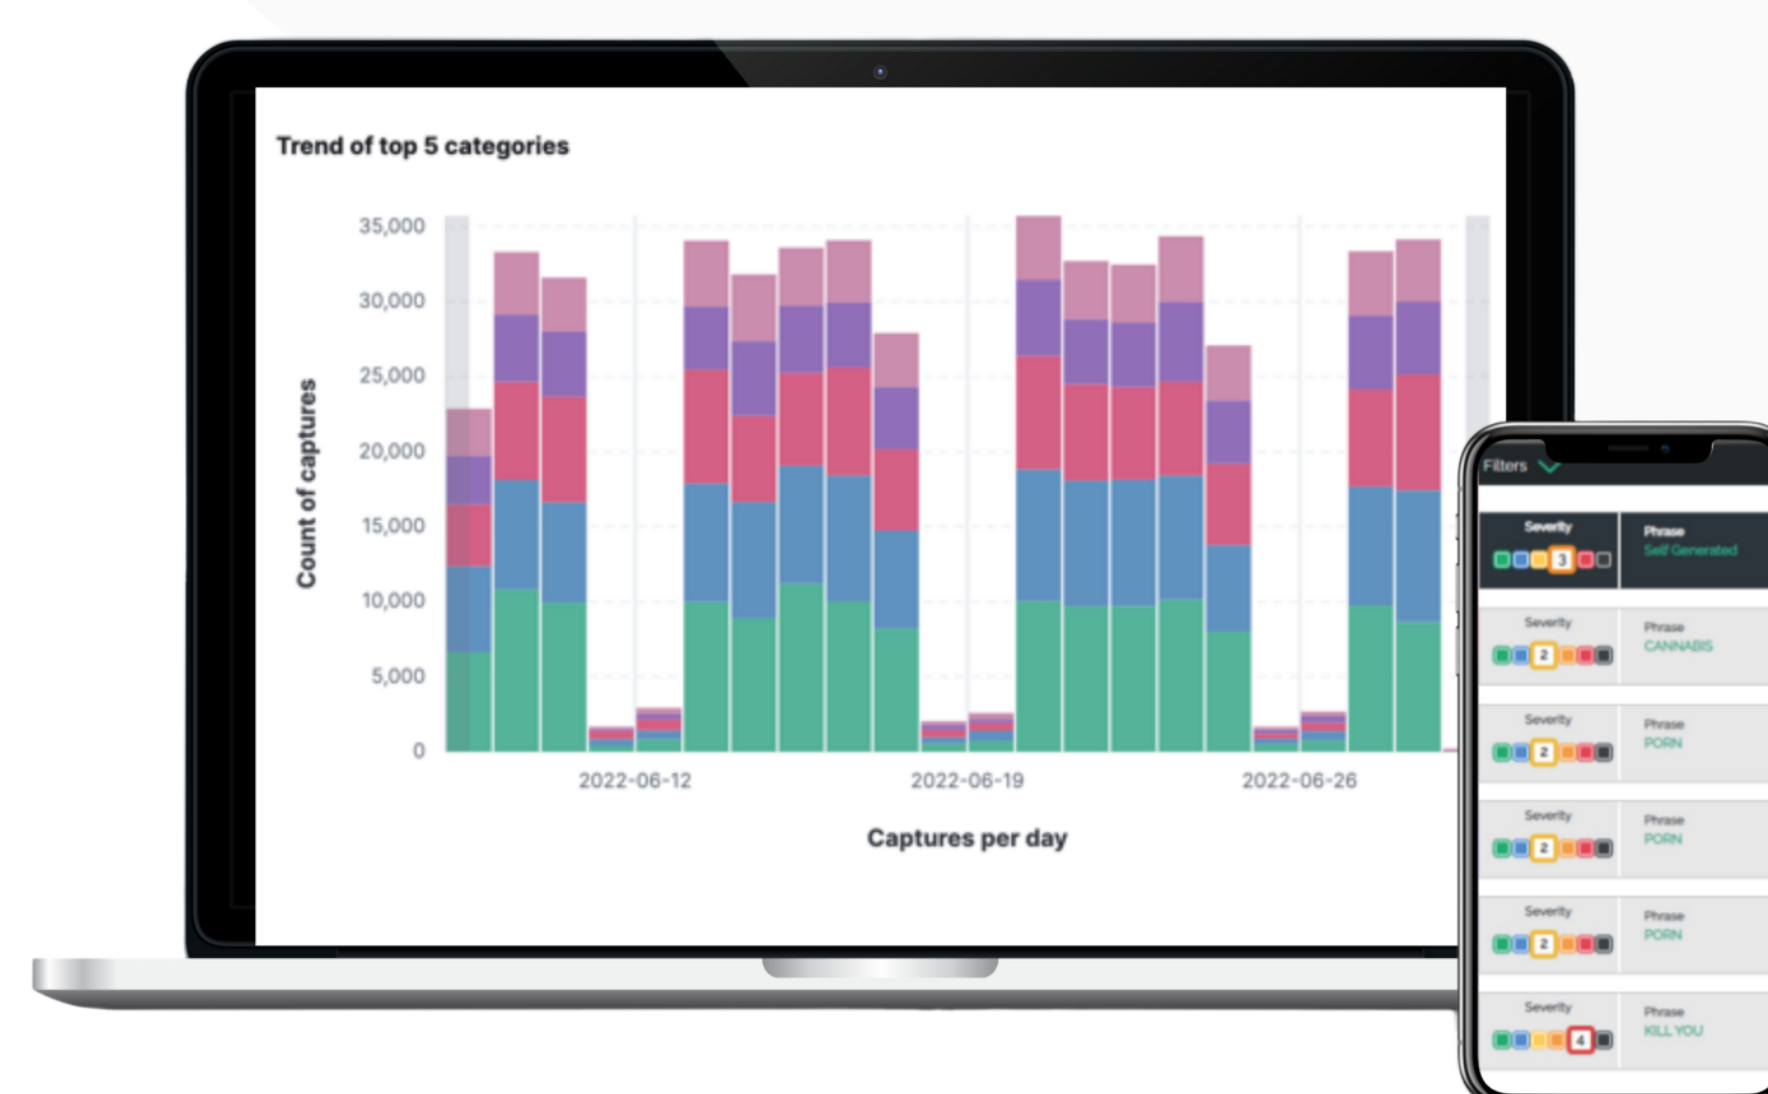 Trend of top 5 categories
35,000
30,000
25,000
20,000
15,000
10,000
5,000
0
Count of captures
2022-06-12
2022-06-19
2022-06-26
Captures per day
Filters
Severity
Phrase
3
Self Generated
Severity
Phrase
2
CANNABIS
Severity
Phrase
2
PORN
Severity
Phrase
2
PORN
Severity
Phrase
2
PORN
Severity
Phrase
4
KILL YOU